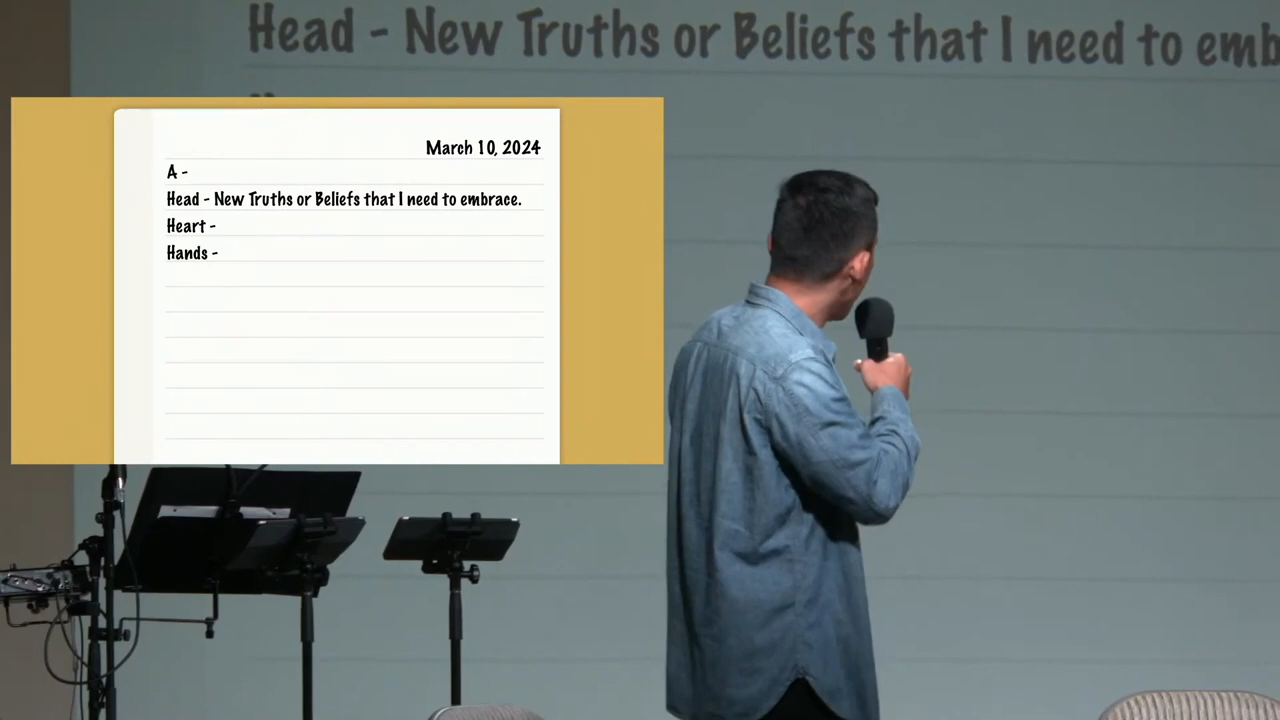 Head - New Truths or Beliefs that I need to emb
March 10, 2024
A -
Head - New Truths or Beliefs that I need to embrace.
Heart -
Hands -